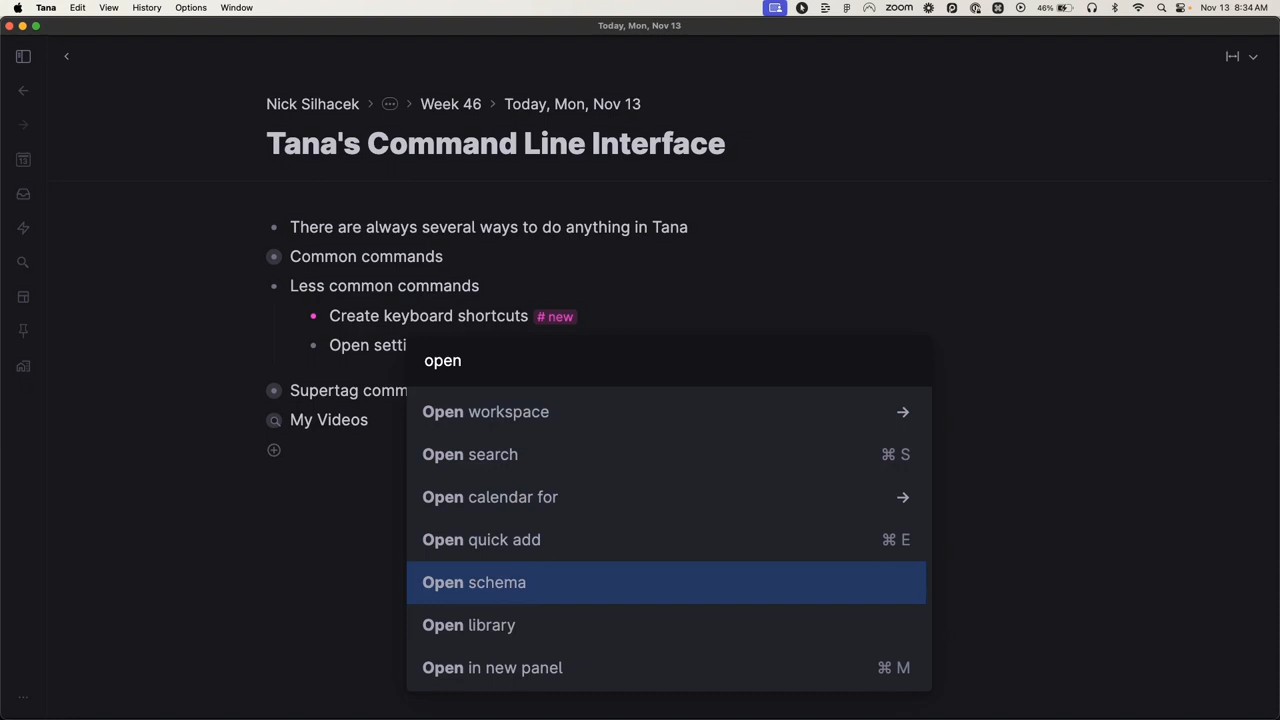 Tana Edit View History Options Window
zoom 46% Nov 13 8:34 AM
Today, Mon, Nov 13
Nick Silhacek > ... > Week 46 > Today, Mon, Nov 13
Tana's Command Line Interface
13
There are always several ways to do anything in Tana
Common commands
Less common commands
Create keyboard shortcuts # new
Open setti
open
Supertag comm
My Videos
Open workspace →
Open search ⌘ S
Open calendar for →
Open quick add ⌘ E
Open schema
Open library
Open in new panel ⌘ M